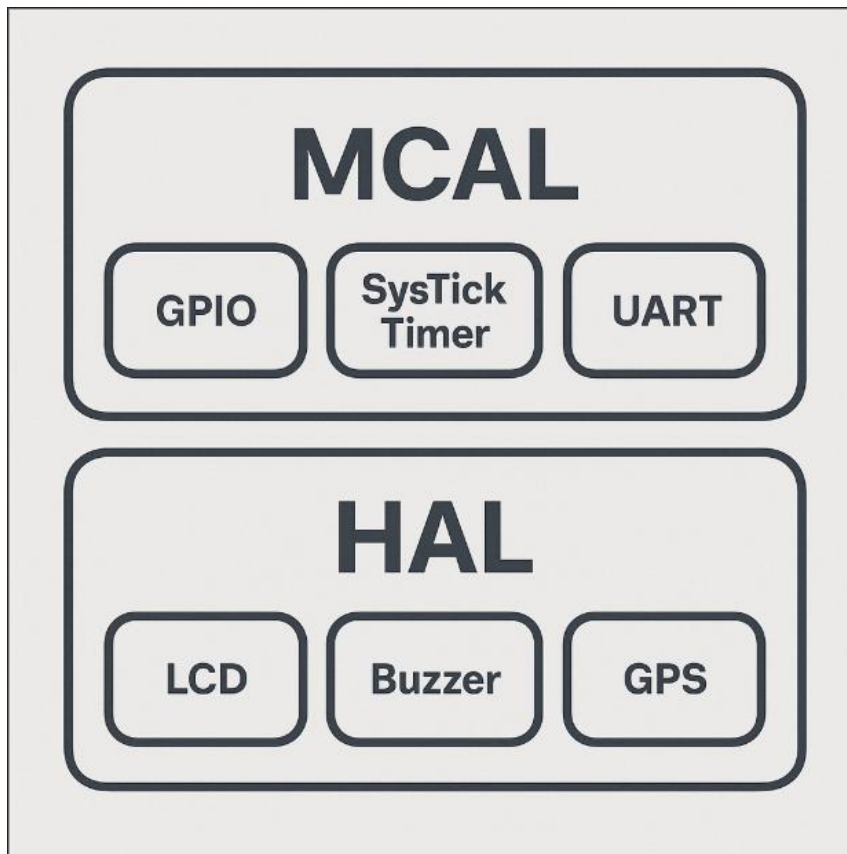 MCAL
GPIO
SysTick
Timer
UART
HAL
LCD
Buzzer
GPS